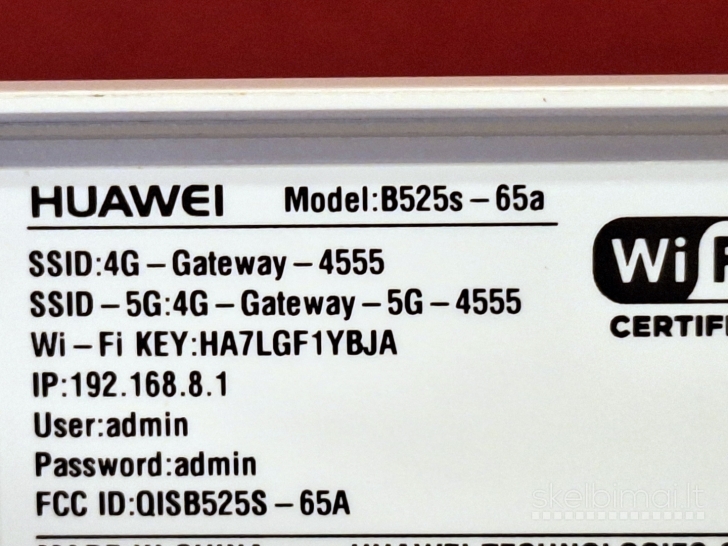 HUAWEI Model:B525s-65a
SSID:4G-Gateway-4555
SSID-5G:4G-Gateway-5G-4555
Wi-Fi KEY:HA7LGF1YBJA
IP:192.168.8.1
User:admin
Password:admin
FCC ID:QISB525S-65A
Wi
skelbimai.lt